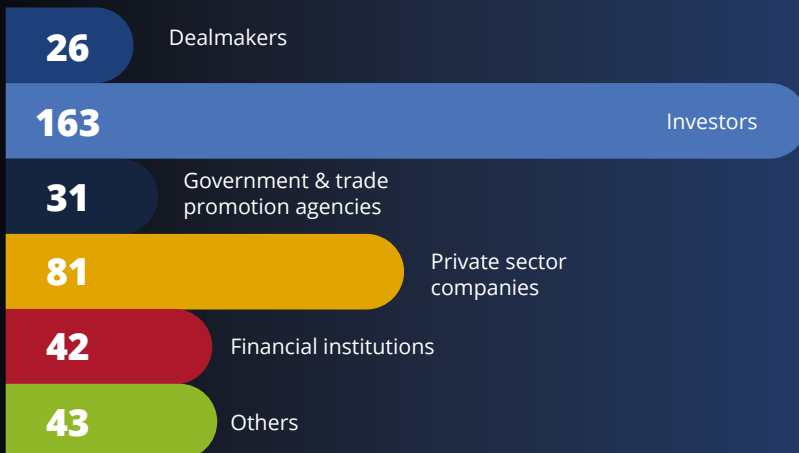 26
Dealmakers
163
Investors
31
Government & trade
promotion agencies
81
Private sector
companies
42
Financial institutions
43
Others